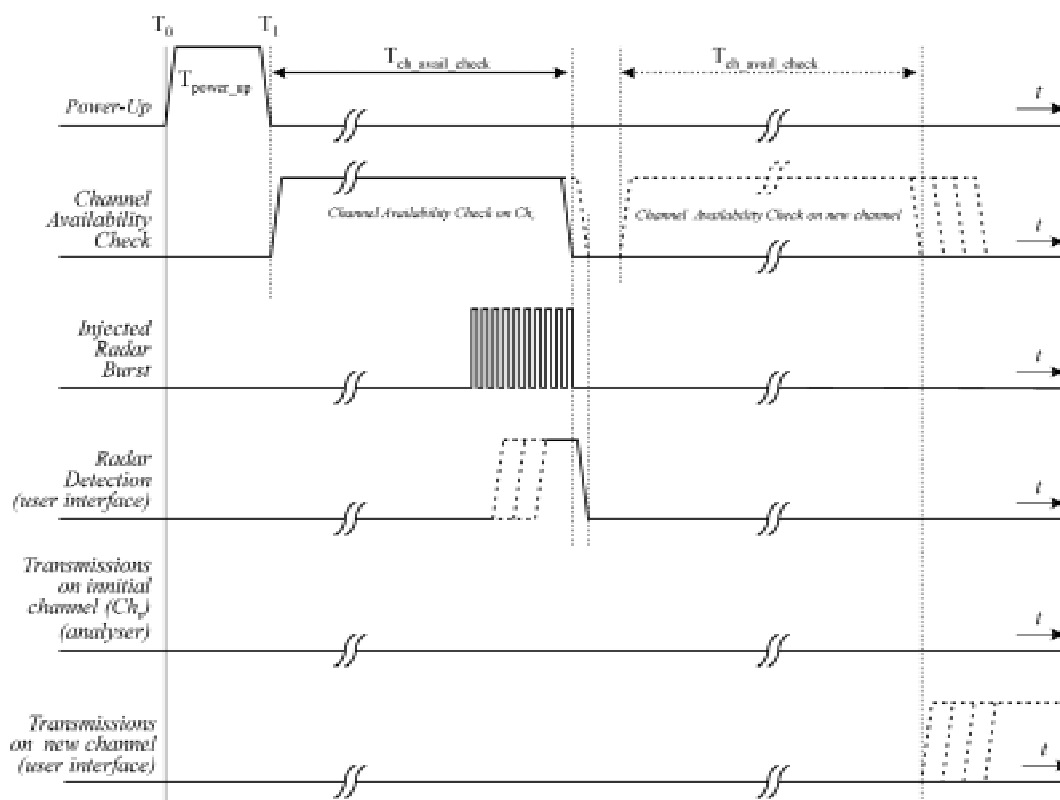 T0 T1
Tpower_up
Tch_avail_check
Tch_avail_check
Power-Up
t
Channel
Availability
Check
Channel Availability Check on Chr
Channel Availability Check on new channel
t
Injected
Radar
Burst
t
Radar
Detection
(user interface)
t
Transmissions
on innitial
channel (Chr)
(analyser)
t
Transmissions
on new channel
(user interface)
t